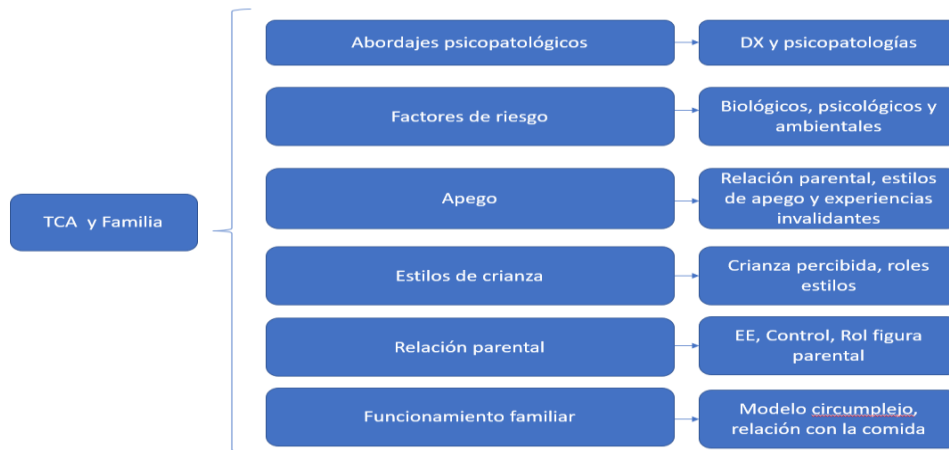 TCA y Familia
Abordajes psicopatológicos
DX y psicopatologías
Factores de riesgo
Biológicos, psicológicos y
ambientales
Apego
Relación parental, estilos
de apego y experiencias
invalidantes
Estilos de crianza
Crianza percibida, roles
estilos
Relación parental
EE, Control, Rol figura
parental
Funcionamiento familiar
Modelo circumplejo,
relación con la comida